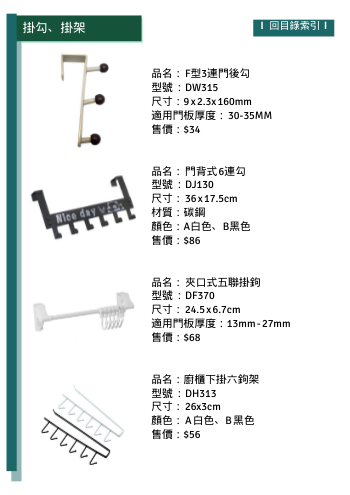 掛勾、掛架
I 回目錄索引 I
品名：F型3連門後勾
型號：DW315
尺寸：9x2.3x160mm
適用門板厚度：30-35MM
售價：$34
Nice day
品名：門背式6連勾
型號：DJ130
尺寸：36x17.5cm
材質：碳鋼
顏色：A白色、B黑色
售價：$86
品名：夾口式五聯掛鉤
型號：DF370
尺寸：24.5x6.7cm
適用門板厚度：13mm-27mm
售價：$68
品名：廚櫃下掛六鉤架
型號：DH313
尺寸：26x3cm
顏色：A白色、B黑色
售價：$56